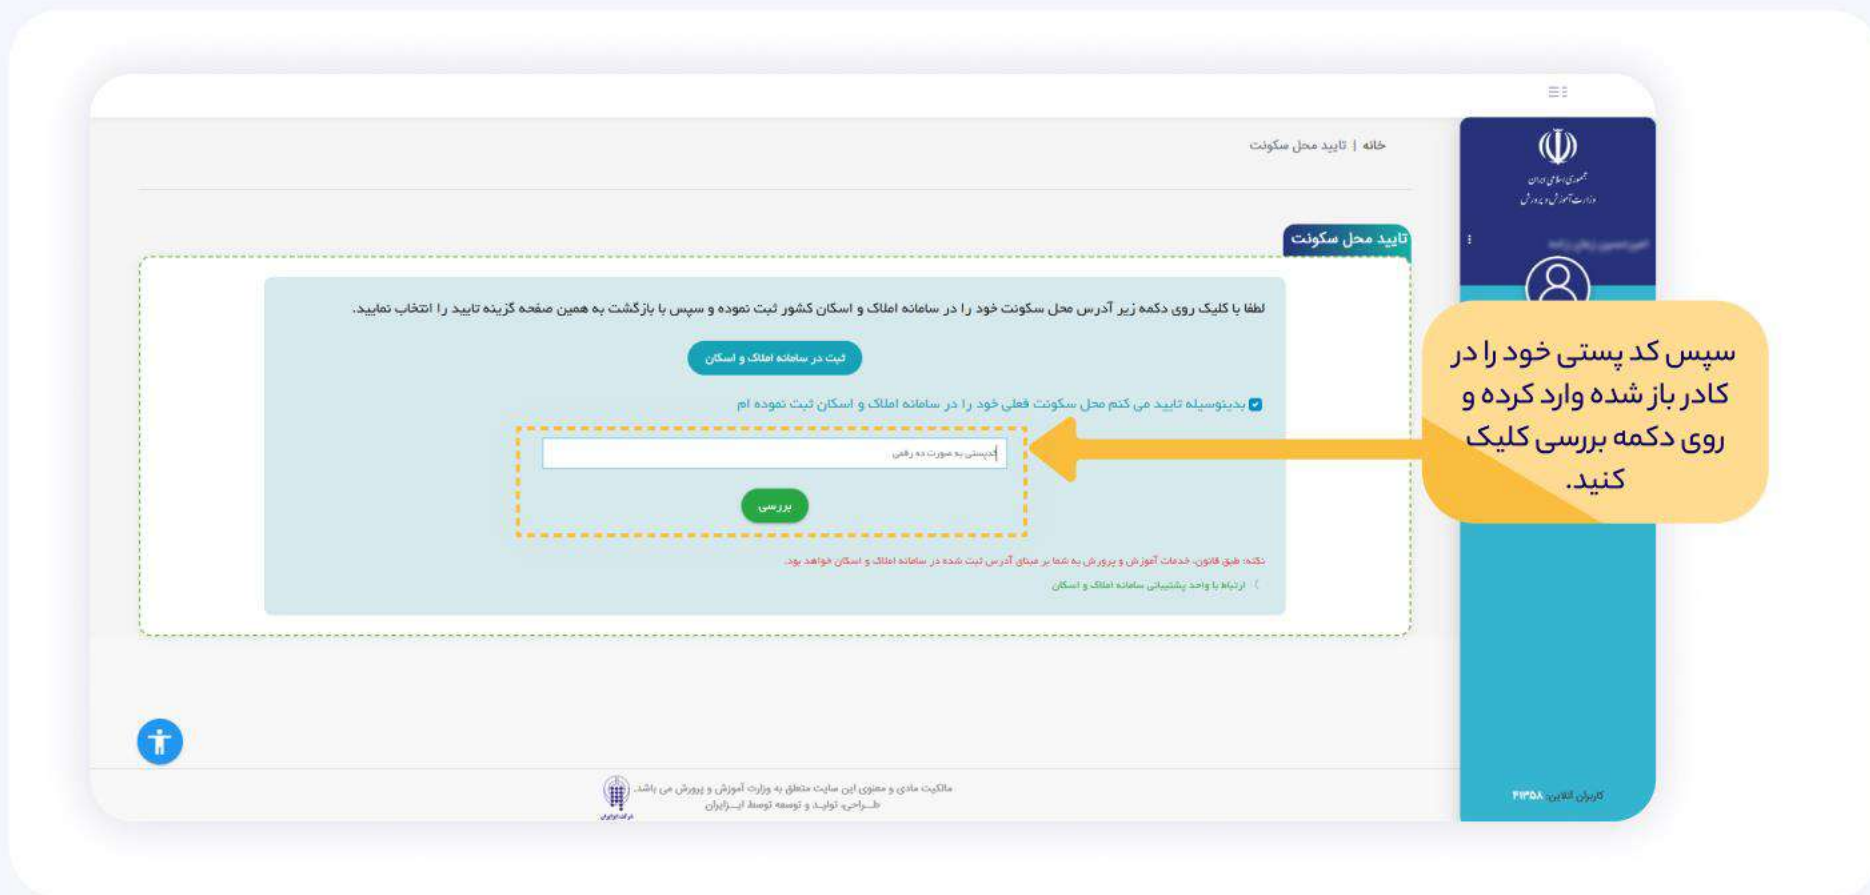 خانه | تایید محل سکونت
جمهوری اسلامی ایران
وزارت آموزش و پرورش
تایید محل سکونت
لطفا با کلیک روی دکمه زیر آدرس محل سکونت خود را در سامانه املاک و اسکان کشور ثبت نموده و سپس با بازگشت به همین صفحه گزینه تایید را انتخاب نمایید.
ثبت در سامانه املاک و اسکان
بدینوسیله تایید می کنم محل سکونت فعلی خود را در سامانه املاک و اسکان ثبت نموده ام
کدپستی به صورت ده رقمی
بررسی
نکته: طبق قانون، خدمات آموزش و پرورش به شما بر مبنای آدرس ثبت شده در سامانه املاک و اسکان خواهد بود.
ارتباط با واحد پشتیبانی سامانه املاک و اسکان
سپس کد پستی خود را در
کادر باز شده وارد کرده و
روی دکمه بررسی کلیک
کنید.
مالکیت مادی و معنوی این سایت متعلق به وزارت آموزش و پرورش می باشد.
طــراحی، تولیـد و توسعه توسط ایــزایران
کاربران آنلاین: ۴۱۳۵۸